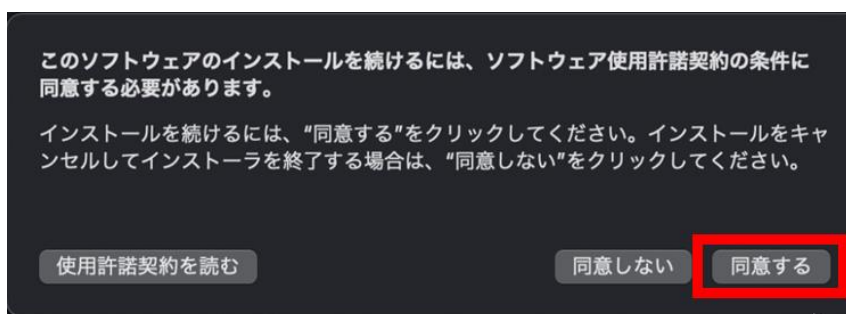 このソフトウェアのインストールを続けるには、ソフトウェア使用許諾契約の条件に
同意する必要があります。
インストールを続けるには、“同意する”をクリックしてください。インストールをキャ
ンセルしてインストーラを終了する場合は、“同意しない”をクリックしてください。
使用許諾契約を読む
同意しない
同意する